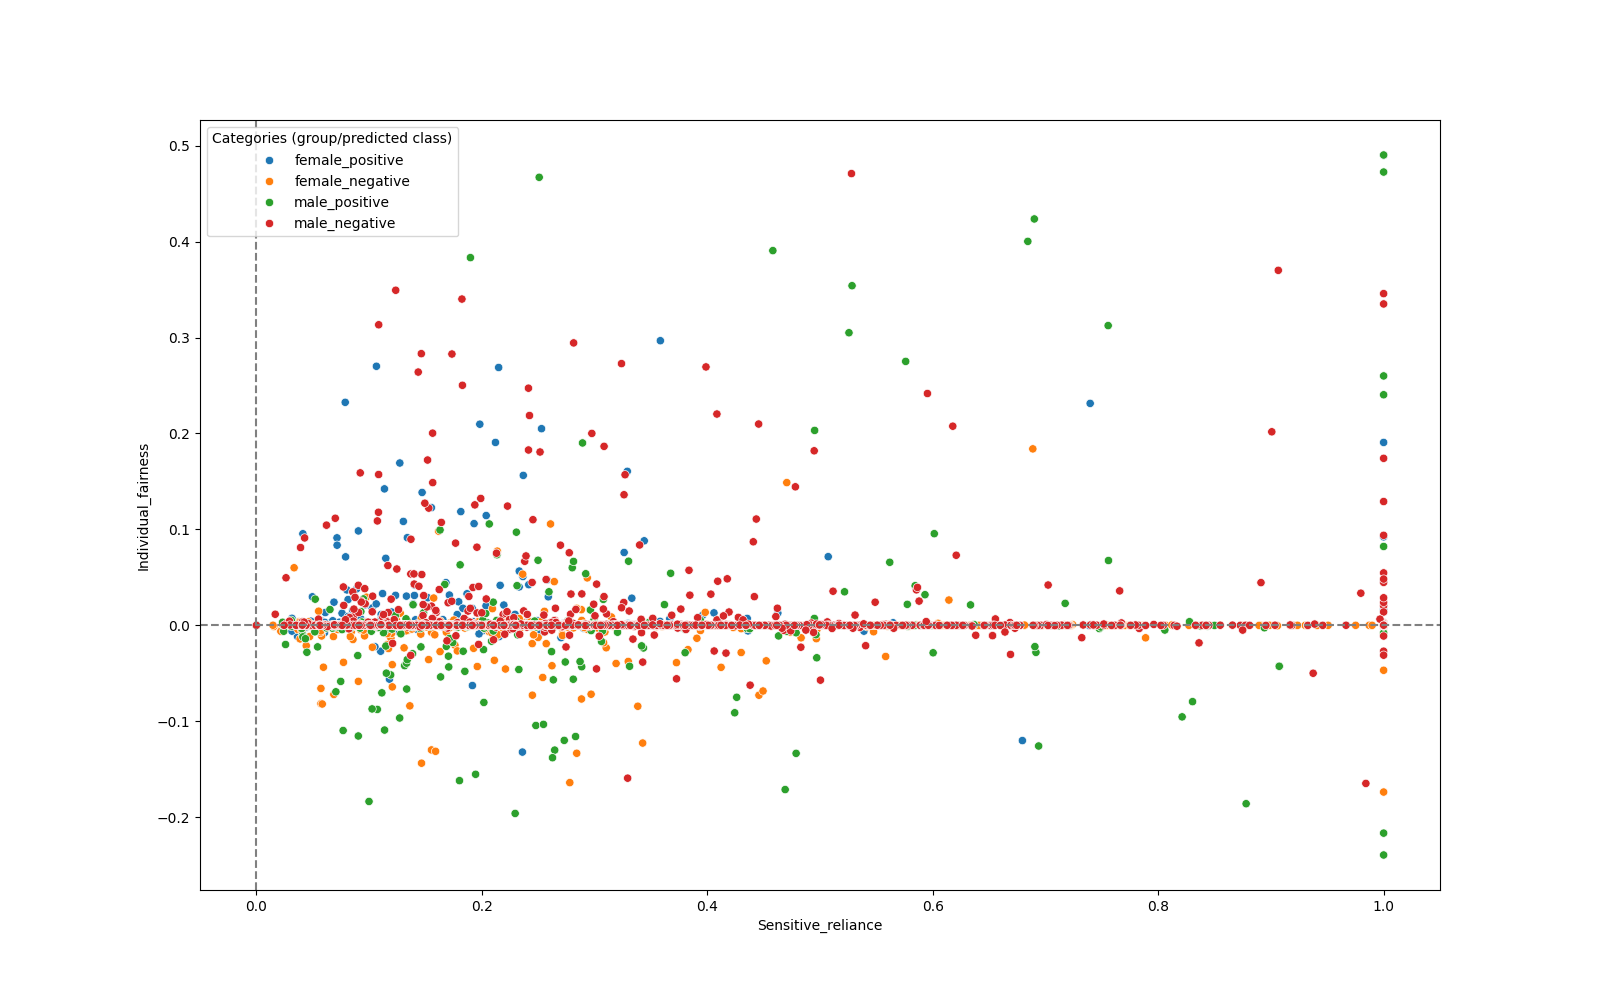 Categories (group/predicted class)
female_positive
female_negative
male_positive
male_negative
0.5
0.4
0.3
0.2
0.1
0.0
−0.1
−0.2
Individual_fairness
0.0 0.2 0.4 0.6 0.8 1.0
Sensitive_reliance